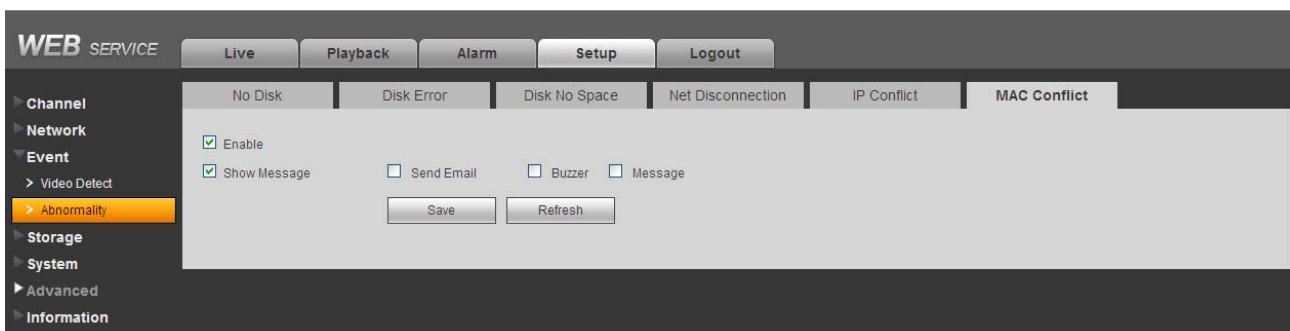 WEB SERVICE
Live Playback Alarm Setup Logout
No Disk Disk Error Disk No Space Net Disconnection IP Conflict MAC Conflict
Channel
Network
Event
> Video Detect
> Abnormality
Storage
System
Advanced
Information
Enable
Show Message Send Email Buzzer Message
Save Refresh